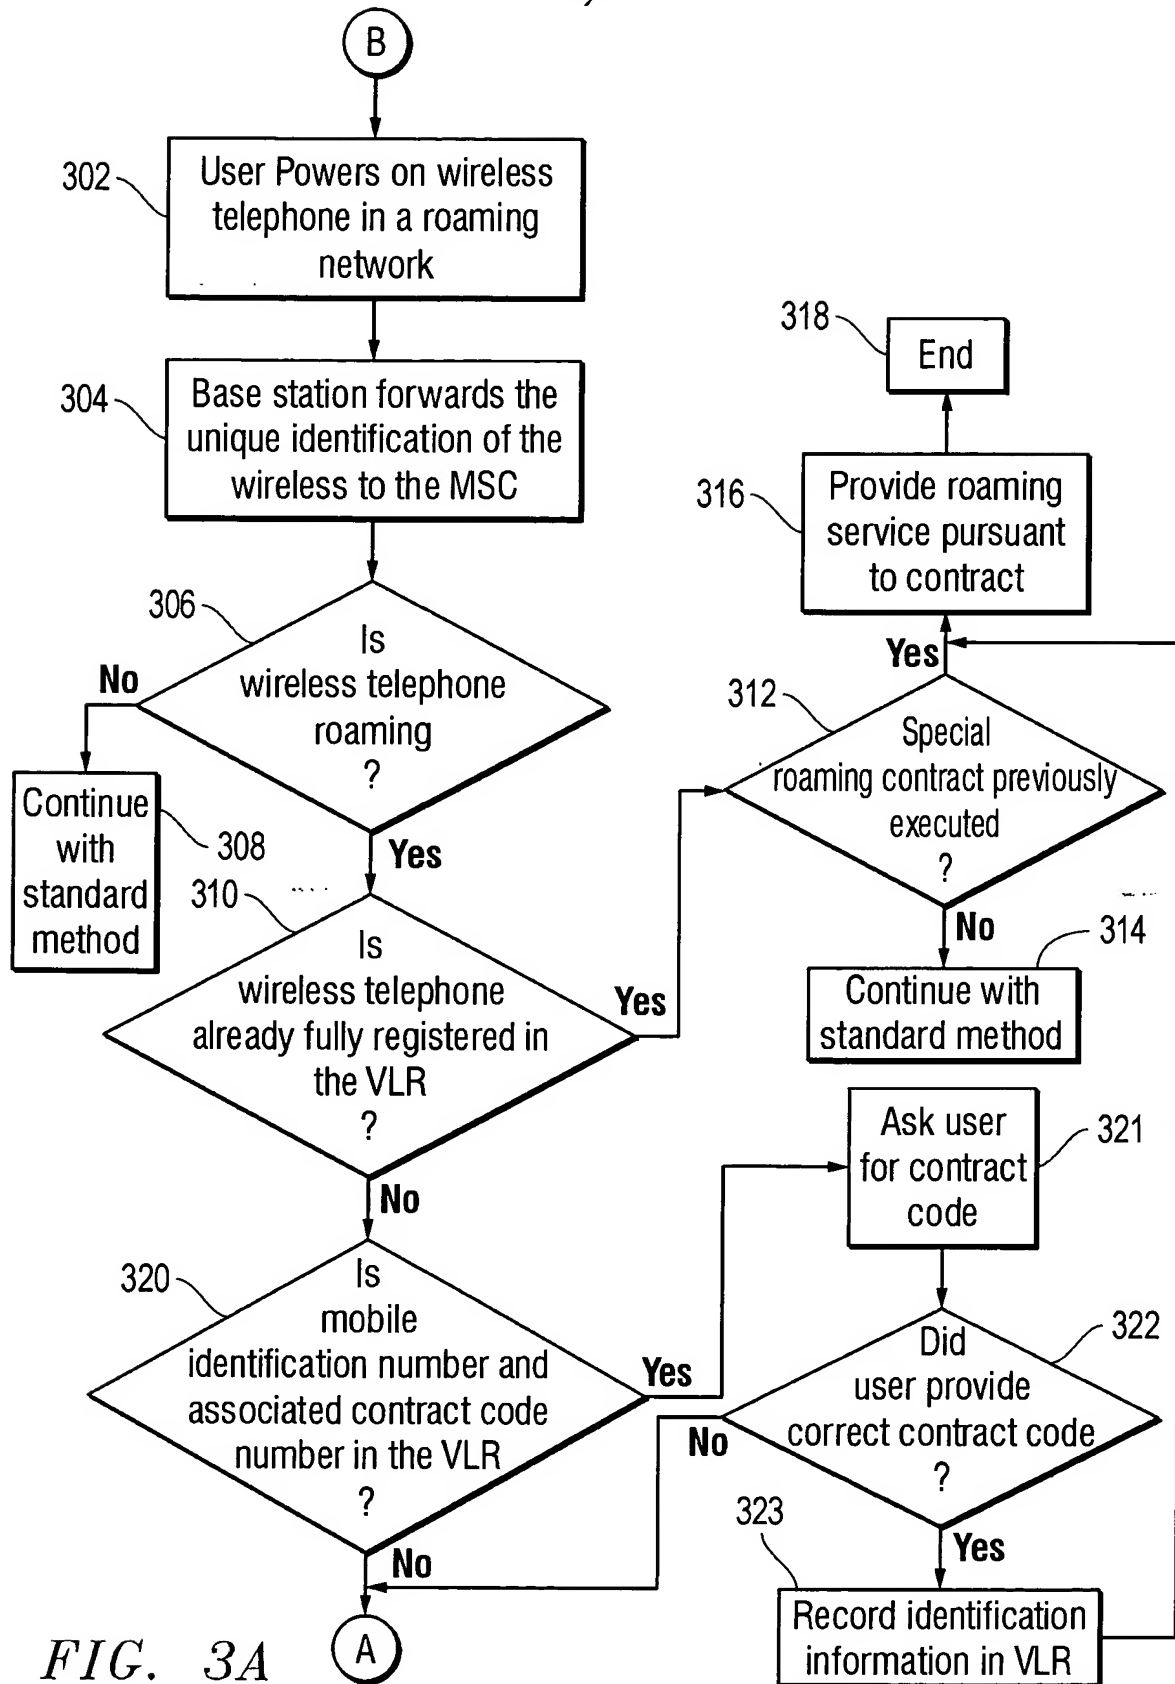 B
302
User Powers on wireless
telephone in a roaming
network
304
Base station forwards the
unique identification of the
wireless to the MSC
306
Is
wireless telephone
roaming
?
No
Continue
with
standard
method
308
Yes
310
Is
wireless telephone
already fully registered in
the VLR
?
Yes
No
318
End
316
Provide roaming
service pursuant
to contract
Yes
312
Special
roaming contract previously
executed
?
No
314
Continue with
standard method
320
Is
mobile
identification number and
associated contract code
number in the VLR
?
Yes
No
Ask user
for contract
code
321
322
Did
user provide
correct contract code
?
No
Yes
323
Record identification
information in VLR
A
FIG. 3A